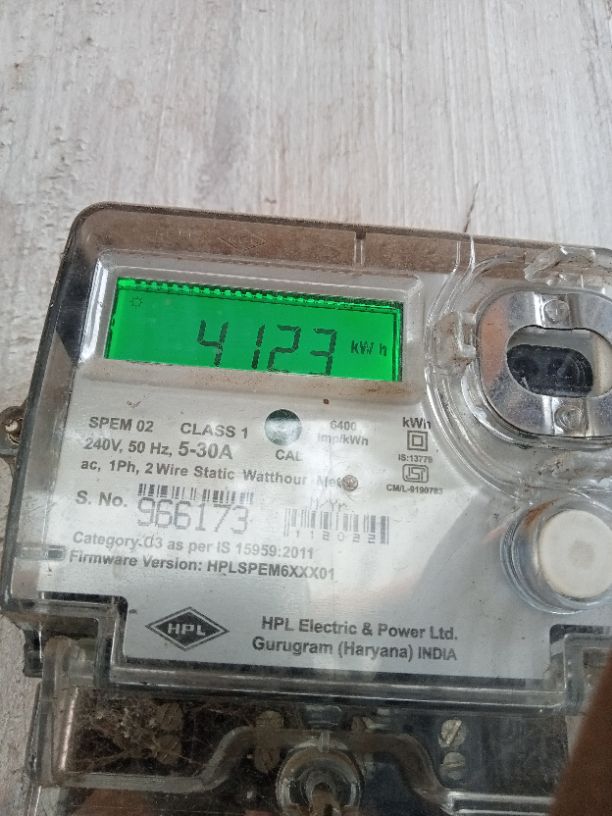 4123 kWh
SPEM 02 CLASS 1 6400 kWh
240V, 50 Hz, 5-30A CAL Imp/kWh IS:13779
ac, 1Ph, 2 Wire Static Watthour
CM/L-9190783
S. No. 966173 M/Yr.
112022
Category:03 as per IS 15959:2011
Firmware Version: HPLSPEM6XXX01
HPL HPL Electric & Power Ltd.
Gurugram (Haryana) INDIA